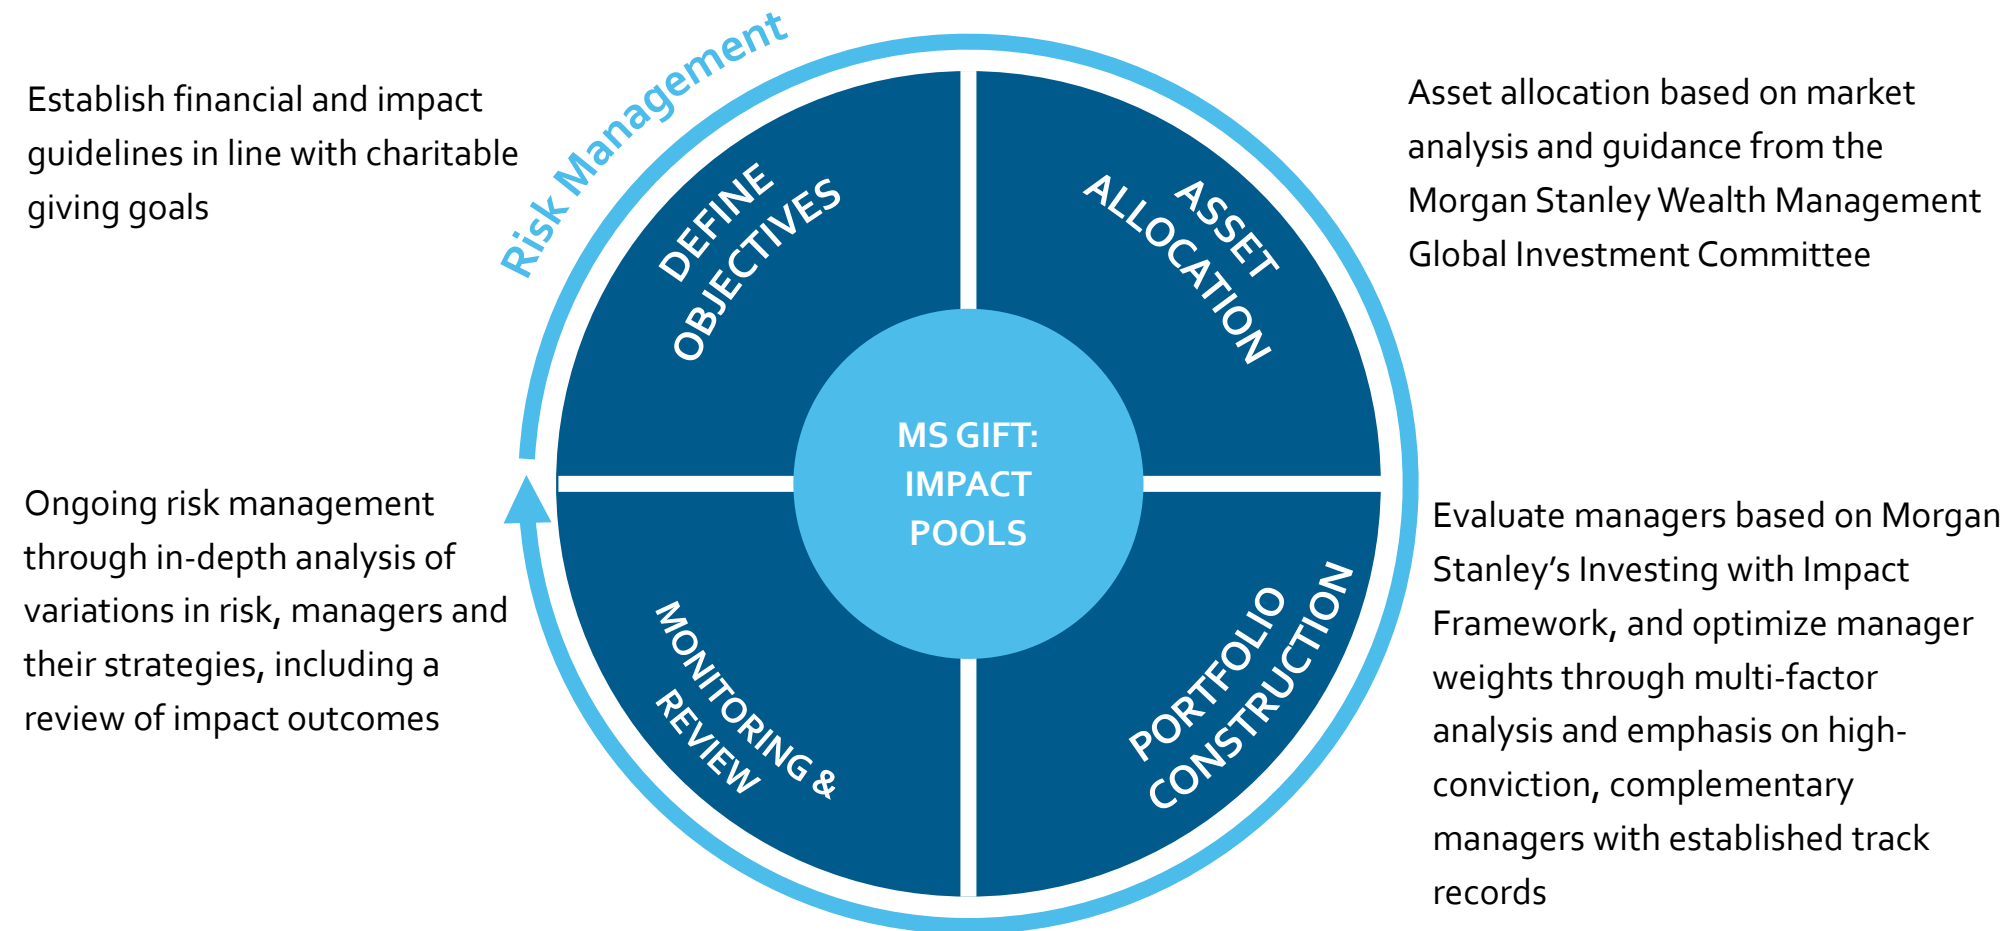 Risk Management
Establish financial and impact
guidelines in line with charitable
giving goals
DEFINE
OBJECTIVES
ASSET
ALLOCATION
Asset allocation based on market
analysis and guidance from the
Morgan Stanley Wealth Management
Global Investment Committee
MS GIFT:
IMPACT
POOLS
Ongoing risk management
through in-depth analysis of
variations in risk, managers and
their strategies, including a
review of impact outcomes
MONITORING &
REVIEW
PORTFOLIO
CONSTRUCTION
Evaluate managers based on Morgan
Stanley’s Investing with Impact
Framework, and optimize manager
weights through multi-factor
analysis and emphasis on high-
conviction, complementary
managers with established track
records